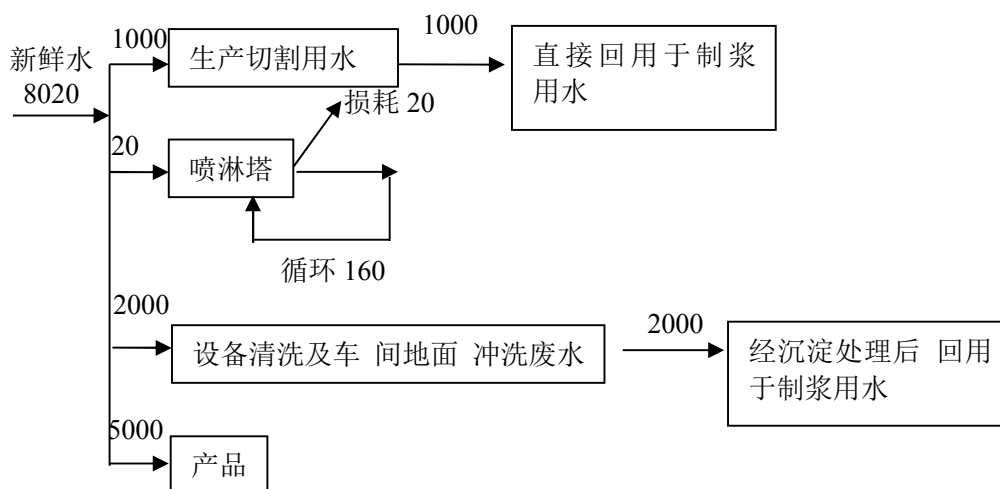 新鲜水
8020
1000
生产切割用水
1000
直接回用于制浆
用水
损耗 20
20
喷淋塔
循环 160
2000
设备清洗及车 间地面 冲洗废水
2000
经沉淀处理后 回用
于制浆用水
5000
产品